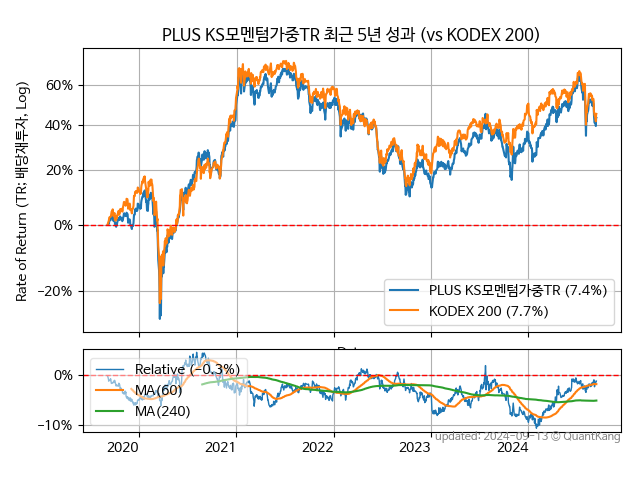 PLUS KS모멘텀가중TR 최근 5년 성과 (vs KODEX 200)
Rate of Return (TR: 배당재투자, Log)
60%
40%
20%
0%
−20%
PLUS KS모멘텀가중TR (7.4%)
KODEX 200 (7.7%)
0%
−10%
Relative (−0.3%)
MA(60)
MA(240)
2020 2021 2022 2023 2024
updated: 2024-09-13 © QuantKang